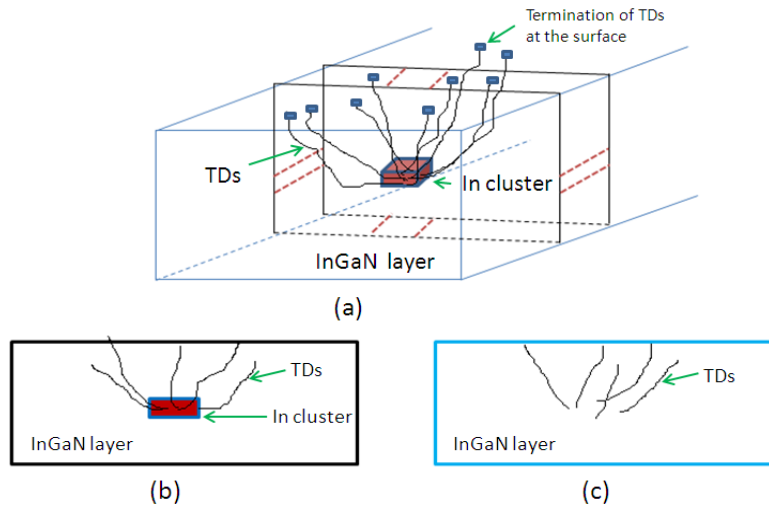 Termination of TDs
at the surface
TDs
In cluster
InGaN layer
(a)
TDs
In cluster
InGaN layer
(b)
TDs
InGaN layer
(c)